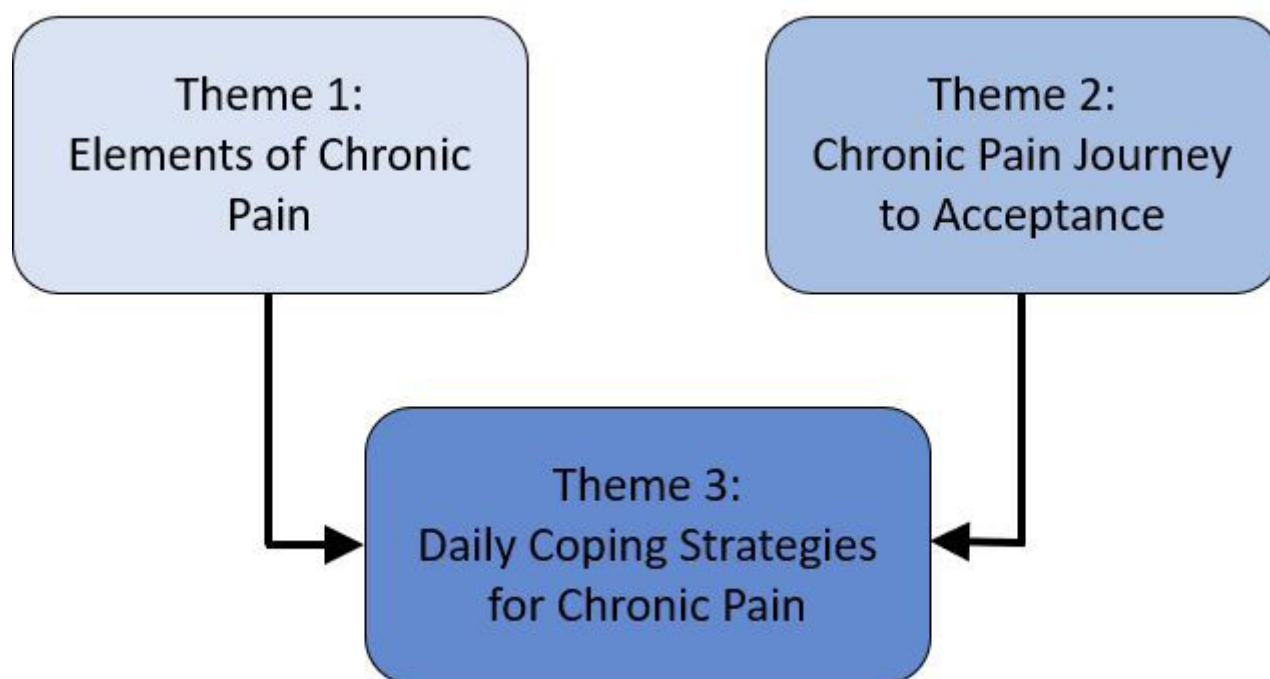 Theme 1:
Elements of Chronic
Pain
Theme 2:
Chronic Pain Journey
to Acceptance
Theme 3:
Daily Coping Strategies
for Chronic Pain